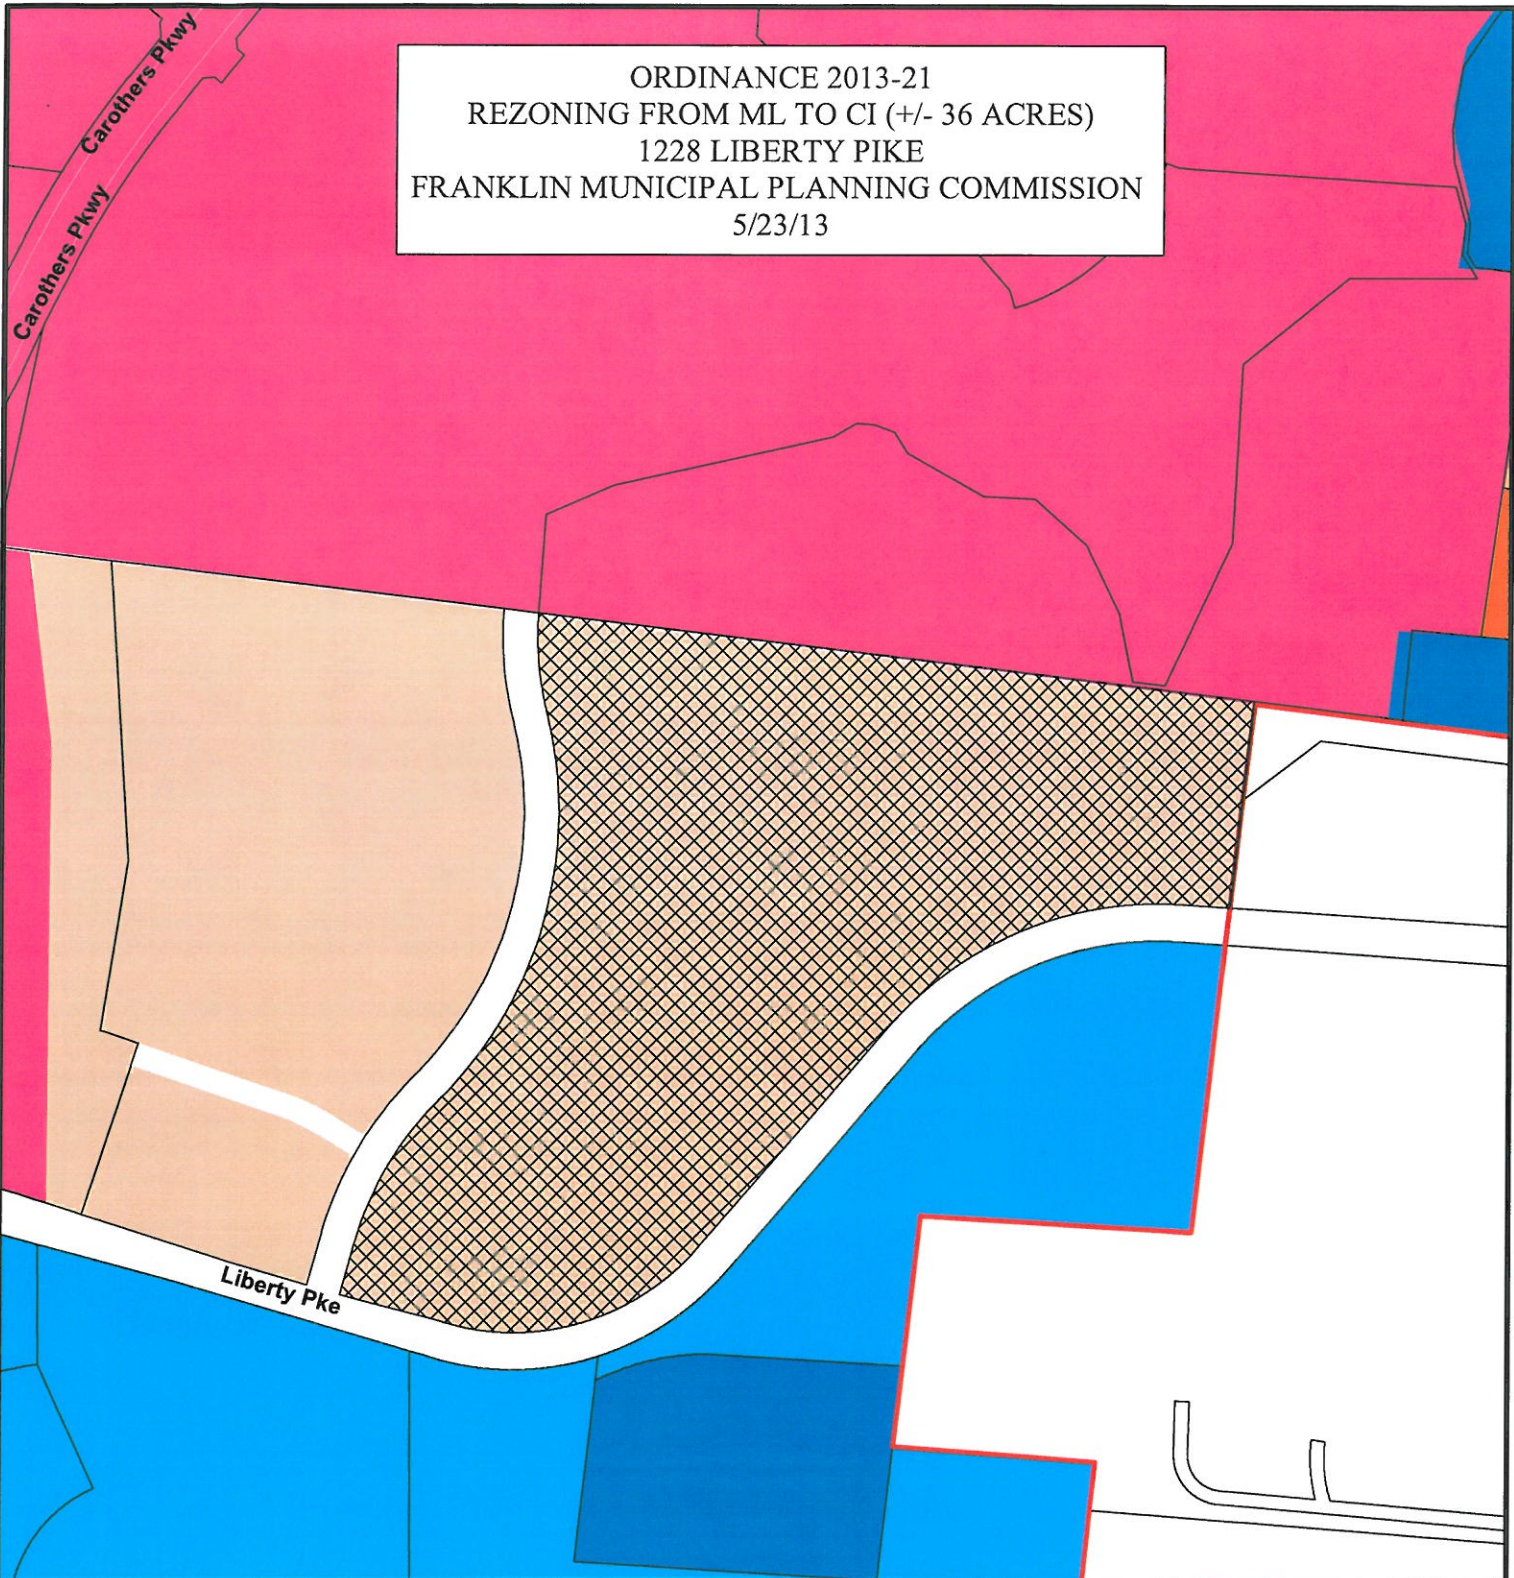 Carothers Pkwy
Carothers Pkwy
ORDINANCE 2013-21
REZONING FROM ML TO CI (+/- 36 ACRES)
1228 LIBERTY PIKE
FRANKLIN MUNICIPAL PLANNING COMMISSION
5/23/13
Liberty Pke